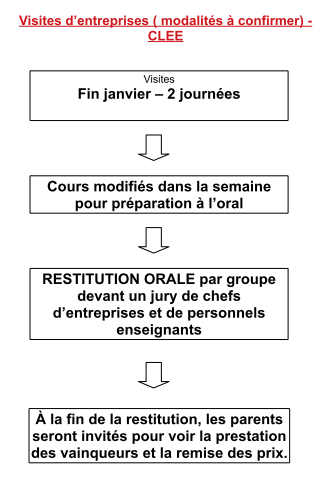 Visites d'entreprises ( modalités à confirmer) -
CLEE
Visites
Fin janvier – 2 journées
Cours modifiés dans la semaine
pour préparation à l'oral
RESTITUTION ORALE par groupe
devant un jury de chefs
d'entreprises et de personnels
enseignants
À la fin de la restitution, les parents
seront invités pour voir la prestation
des vainqueurs et la remise des prix.